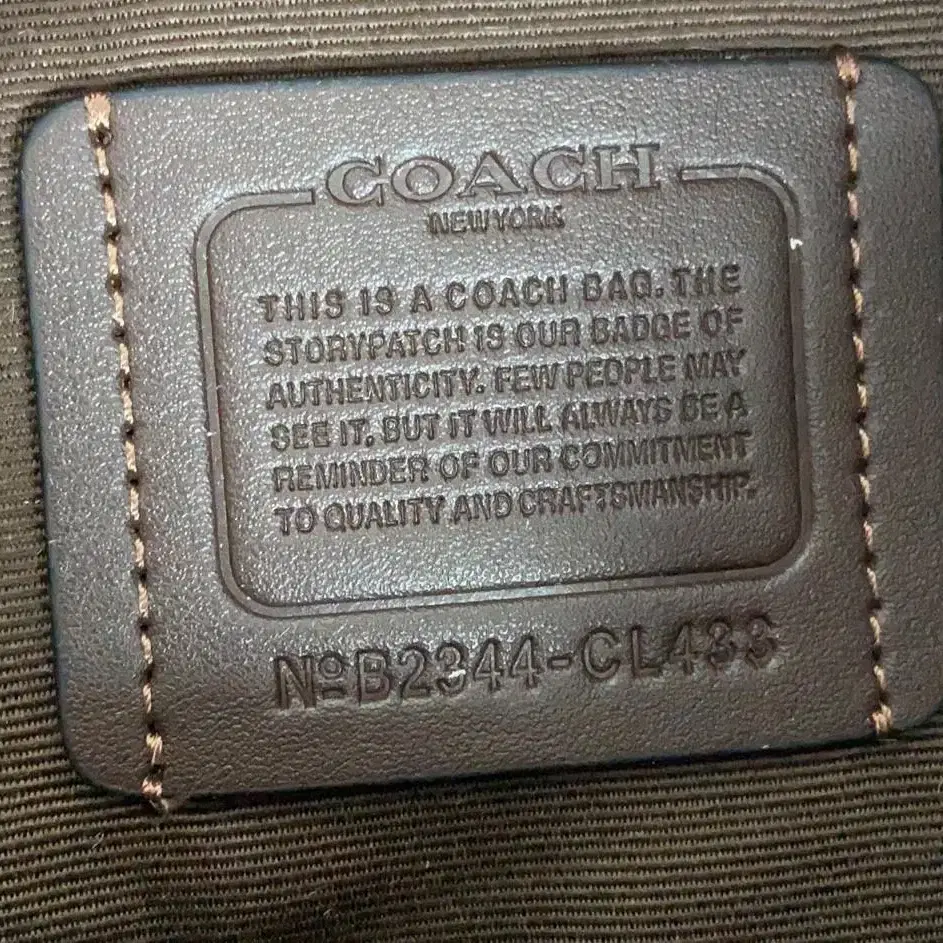 COACH
NEW YORK
THIS IS A COACH BAG. THE
STORYPATCH IS OUR BADGE OF
AUTHENTICITY. FEW PEOPLE MAY
SEE IT. BUT IT WILL ALWAYS BE A
REMINDER OF OUR COMMITMENT
TO QUALITY AND CRAFTSMANSHIP.
NºB2344-CL433